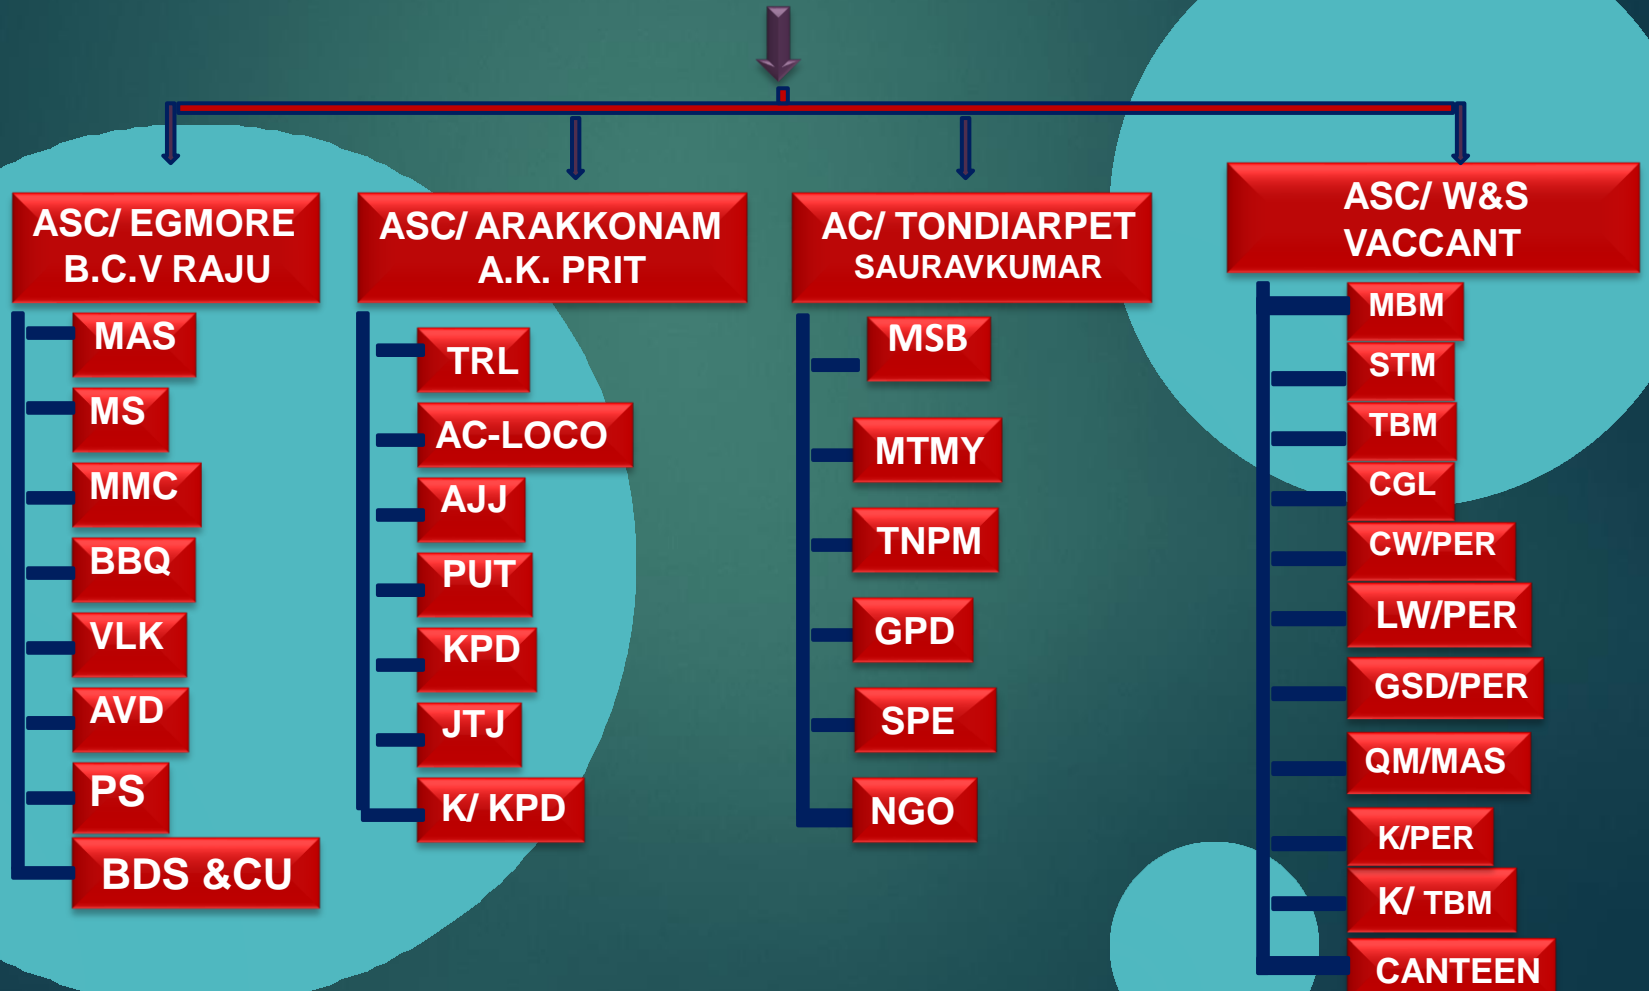 ASC/ EGMORE
B.C.V RAJU
MAS
MS
MMC
BBQ
VLK
AVD
PS
BDS &CU
ASC/ ARAKKONAM
A.K. PRIT
TRL
AC-LOCO
AJJ
PUT
KPD
JTJ
K/ KPD
AC/ TONDIARPET
SAURAVKUMAR
MSB
MTMY
TNPM
GPD
SPE
NGO
ASC/ W&S
VACCANT
MBM
STM
TBM
CGL
CW/PER
LW/PER
GSD/PER
QM/MAS
K/PER
K/ TBM
CANTEEN